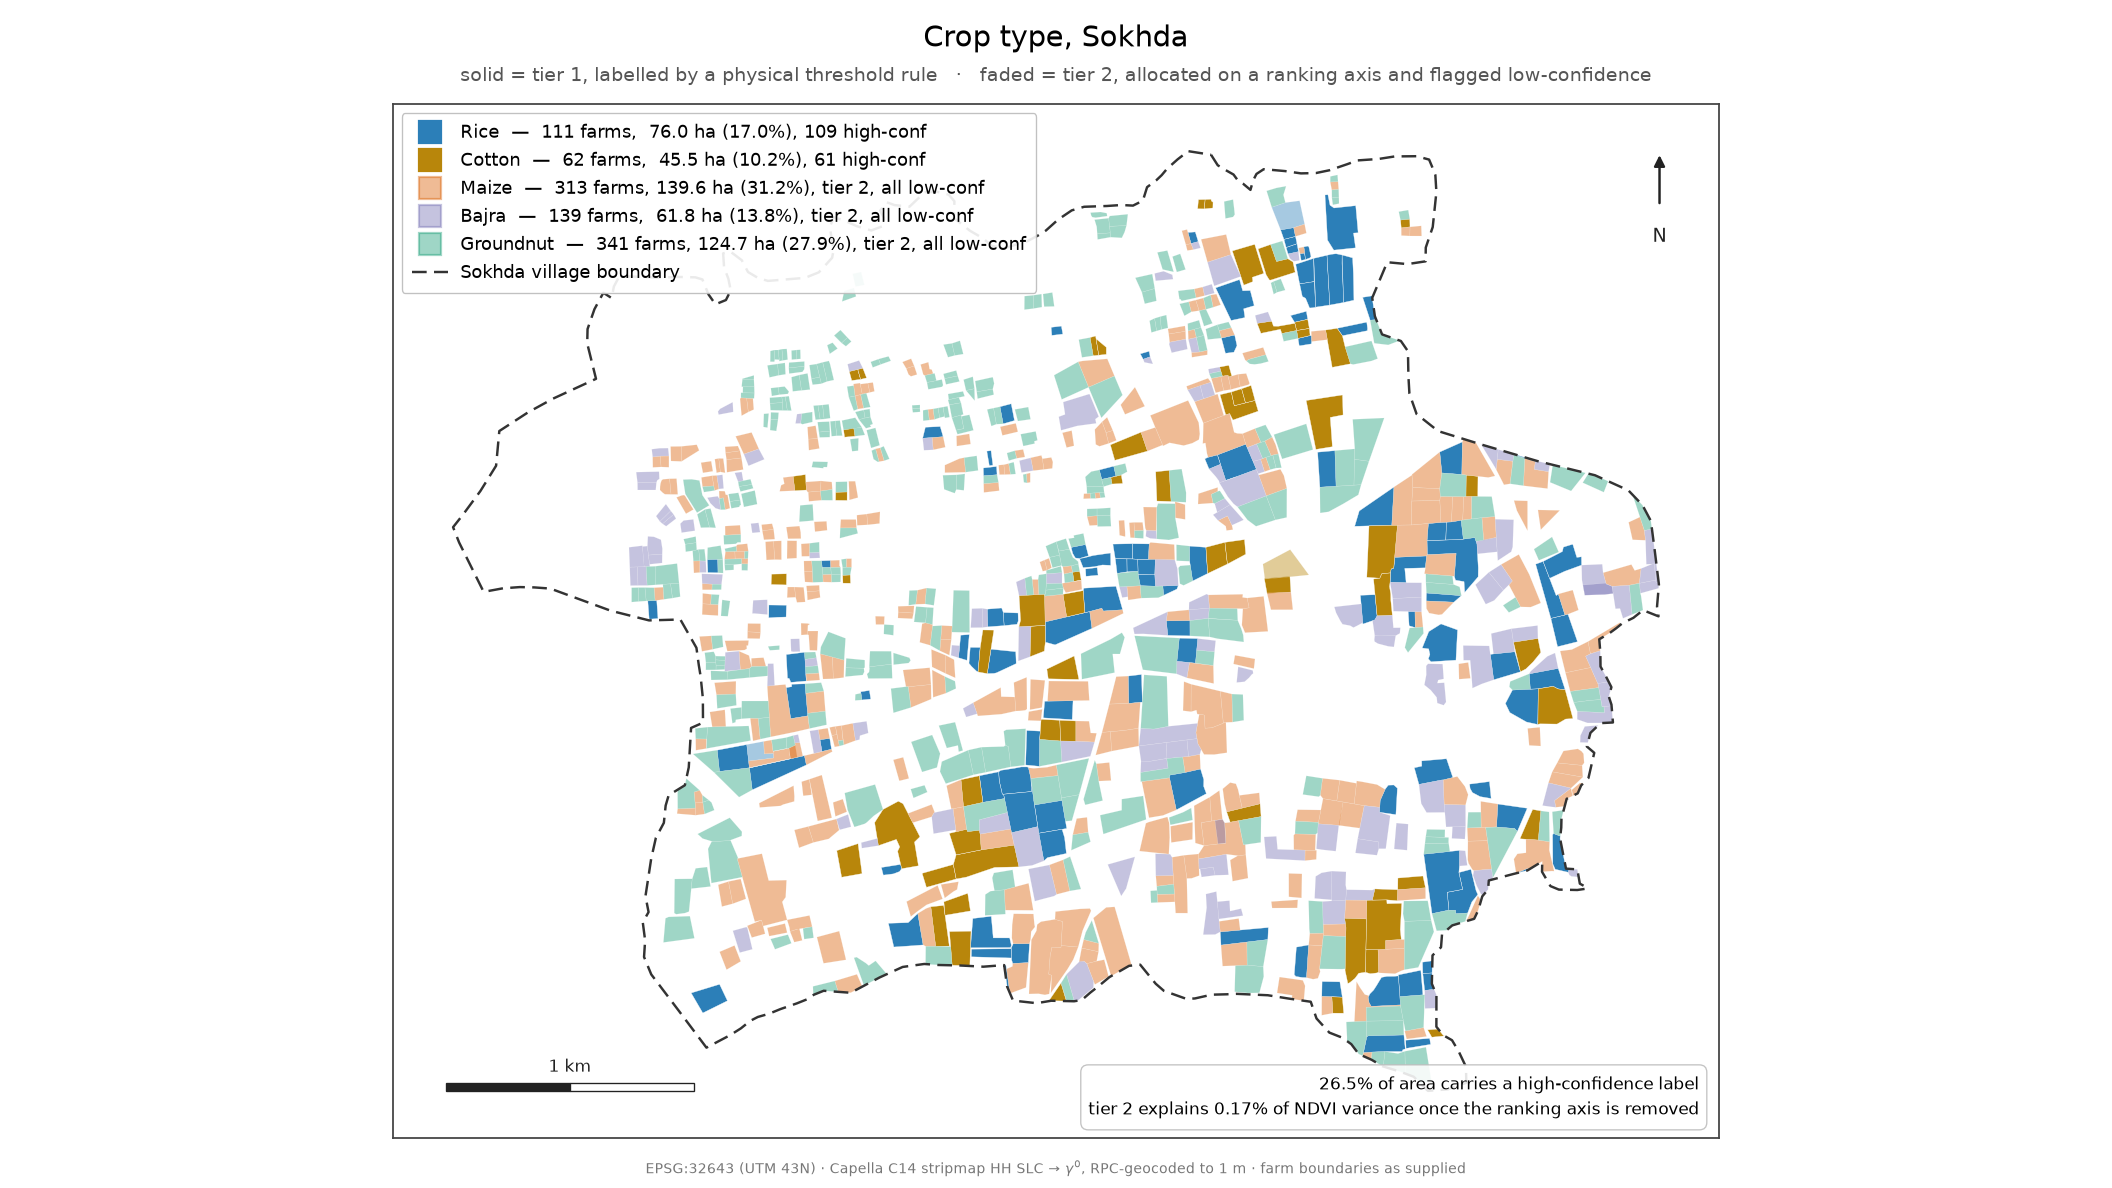 Crop type, Sokhda
solid = tier 1, labelled by a physical threshold rule · faded = tier 2, allocated on a ranking axis and flagged low-confidence
Rice — 111 farms, 76.0 ha (17.0%), 109 high-conf
Cotton — 62 farms, 45.5 ha (10.2%), 61 high-conf
Maize — 313 farms, 139.6 ha (31.2%), tier 2, all low-conf
Bajra — 139 farms, 61.8 ha (13.8%), tier 2, all low-conf
Groundnut — 341 farms, 124.7 ha (27.9%), tier 2, all low-conf
Sokhda village boundary
N
1 km
26.5% of area carries a high-confidence label
tier 2 explains 0.17% of NDVI variance once the ranking axis is removed
EPSG:32643 (UTM 43N) · Capella C14 stripmap HH SLC → γ⁰, RPC-geocoded to 1 m · farm boundaries as supplied